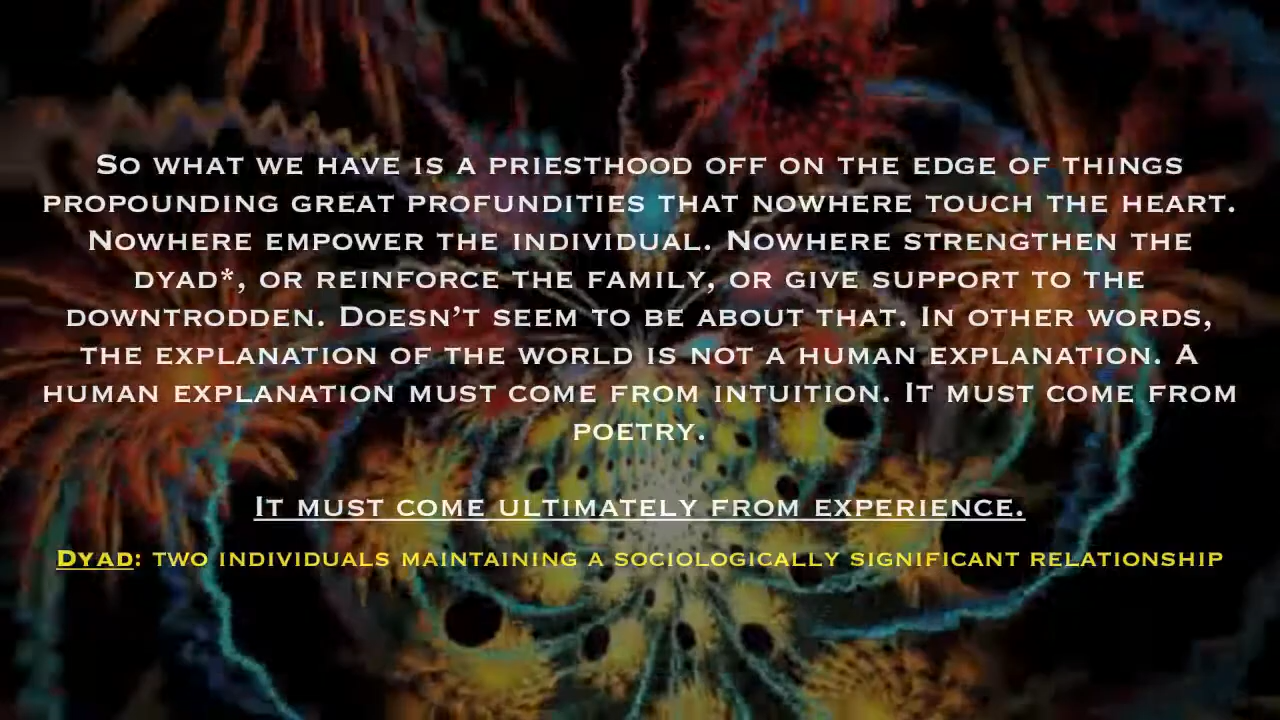 So what we have is a priesthood off on the edge of things
propounding great profundities that nowhere touch the heart.
Nowhere empower the individual. Nowhere strengthen the
dyad*, or reinforce the family, or give support to the
downtrodden. Doesn’t seem to be about that. In other words,
the explanation of the world is not a human explanation. A
human explanation must come from intuition. It must come from
poetry.
It must come ultimately from experience.
Dyad: two individuals maintaining a sociologically significant relationship